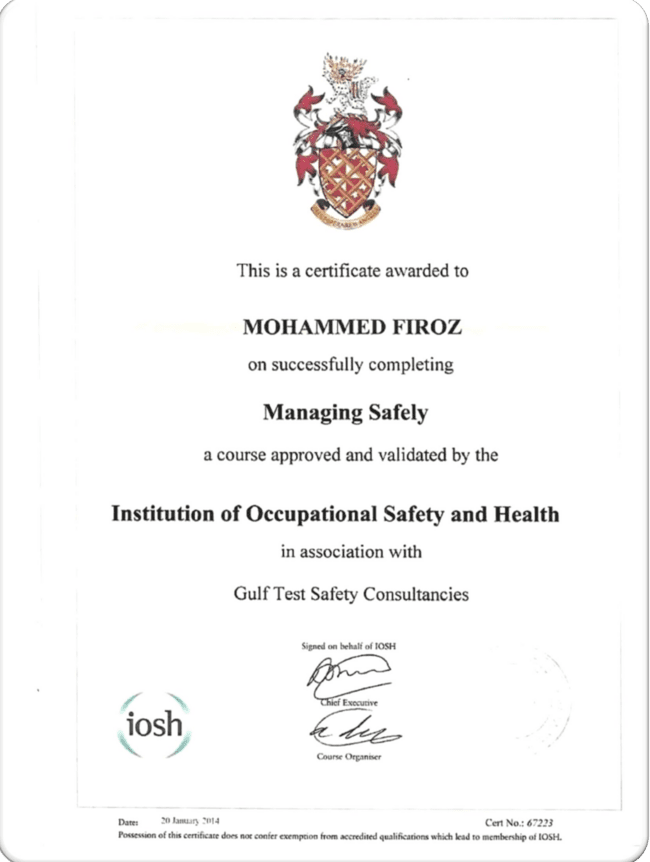 This is a certificate awarded to
MOHAMMED FIROZ
on successfully completing
Managing Safely
a course approved and validated by the
Institution of Occupational Safety and Health
in association with
Gulf Test Safety Consultancies
Signed on behalf of IOSH
Chief Executive
Course Organiser
iosh
Date: 20 January 2014
Cert No.: 67223
Possession of this certificate does not confer exemption from accredited qualifications which lead to membership of IOSH.